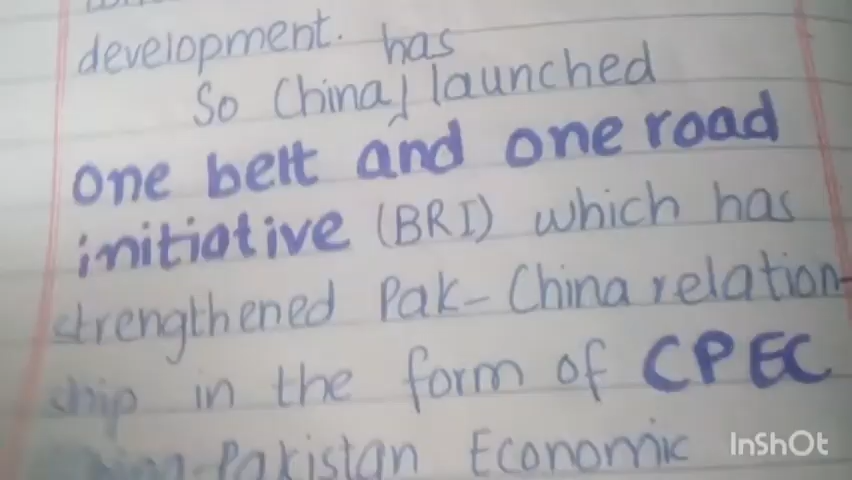 development.
So China has launched
one belt and one road
initiative (BRI) which has
strengthened Pak-China relation-
ship in the form of CPEC
-Pakistan Economic
InShOt